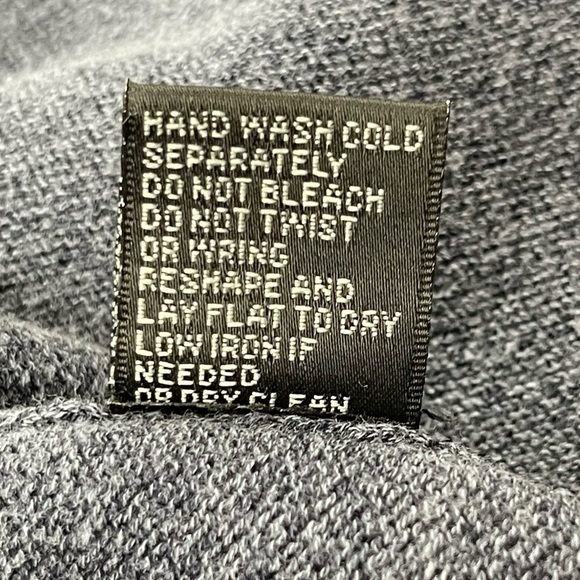 HAND WASH COLD
SEPARATELY
DO NOT BLEACH
DO NOT TWIST
OR WRING
RESHAPE AND
LAY FLAT TO DRY
LOW IRON IF
NEEDED
OR DRY CLEAN